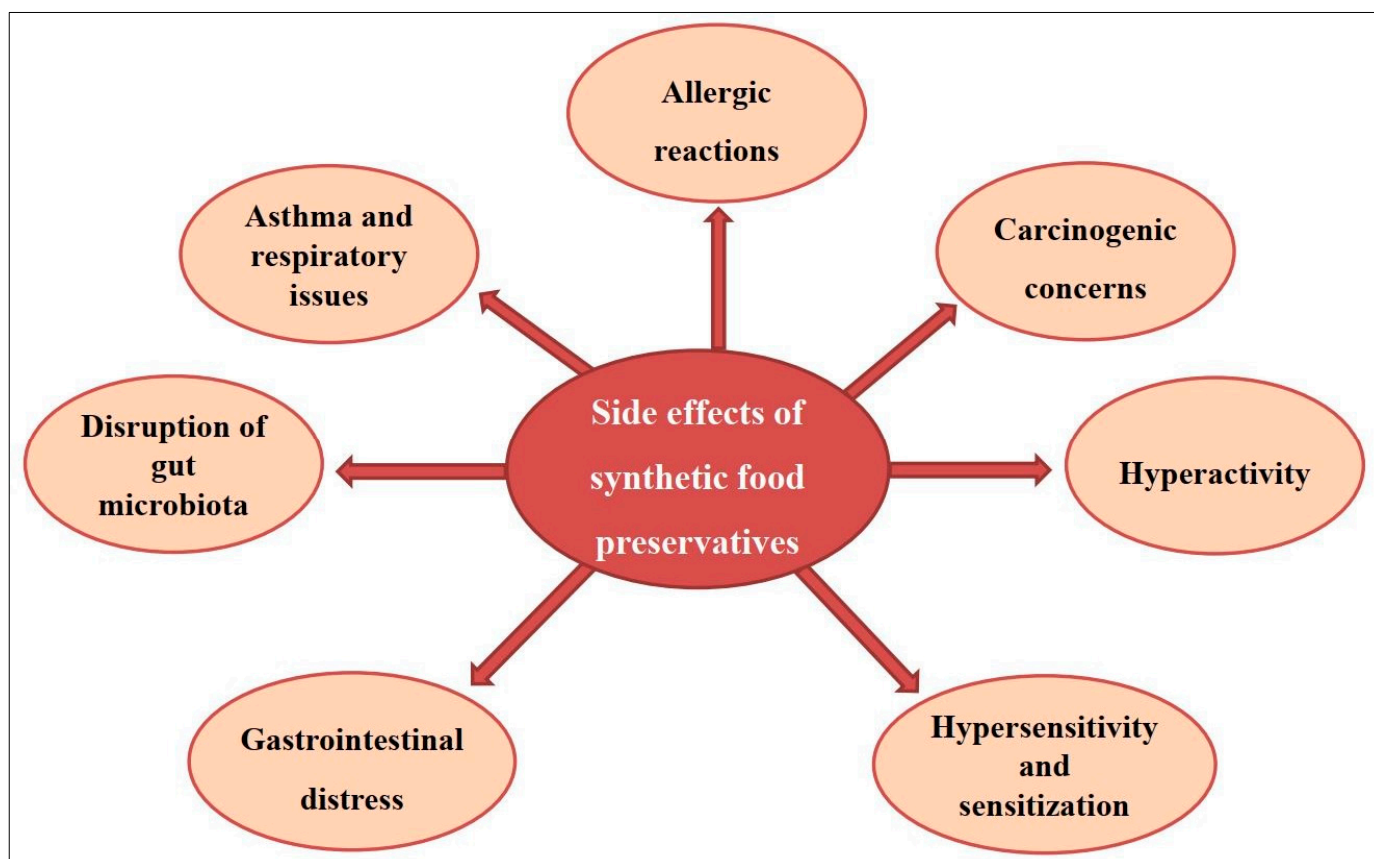 Allergic
reactions
Asthma and
respiratory
issues
Carcinogenic
concerns
Side effects of
synthetic food
preservatives
Disruption of
gut
microbiota
Hyperactivity
Gastrointestinal
distress
Hypersensitivity
and
sensitization